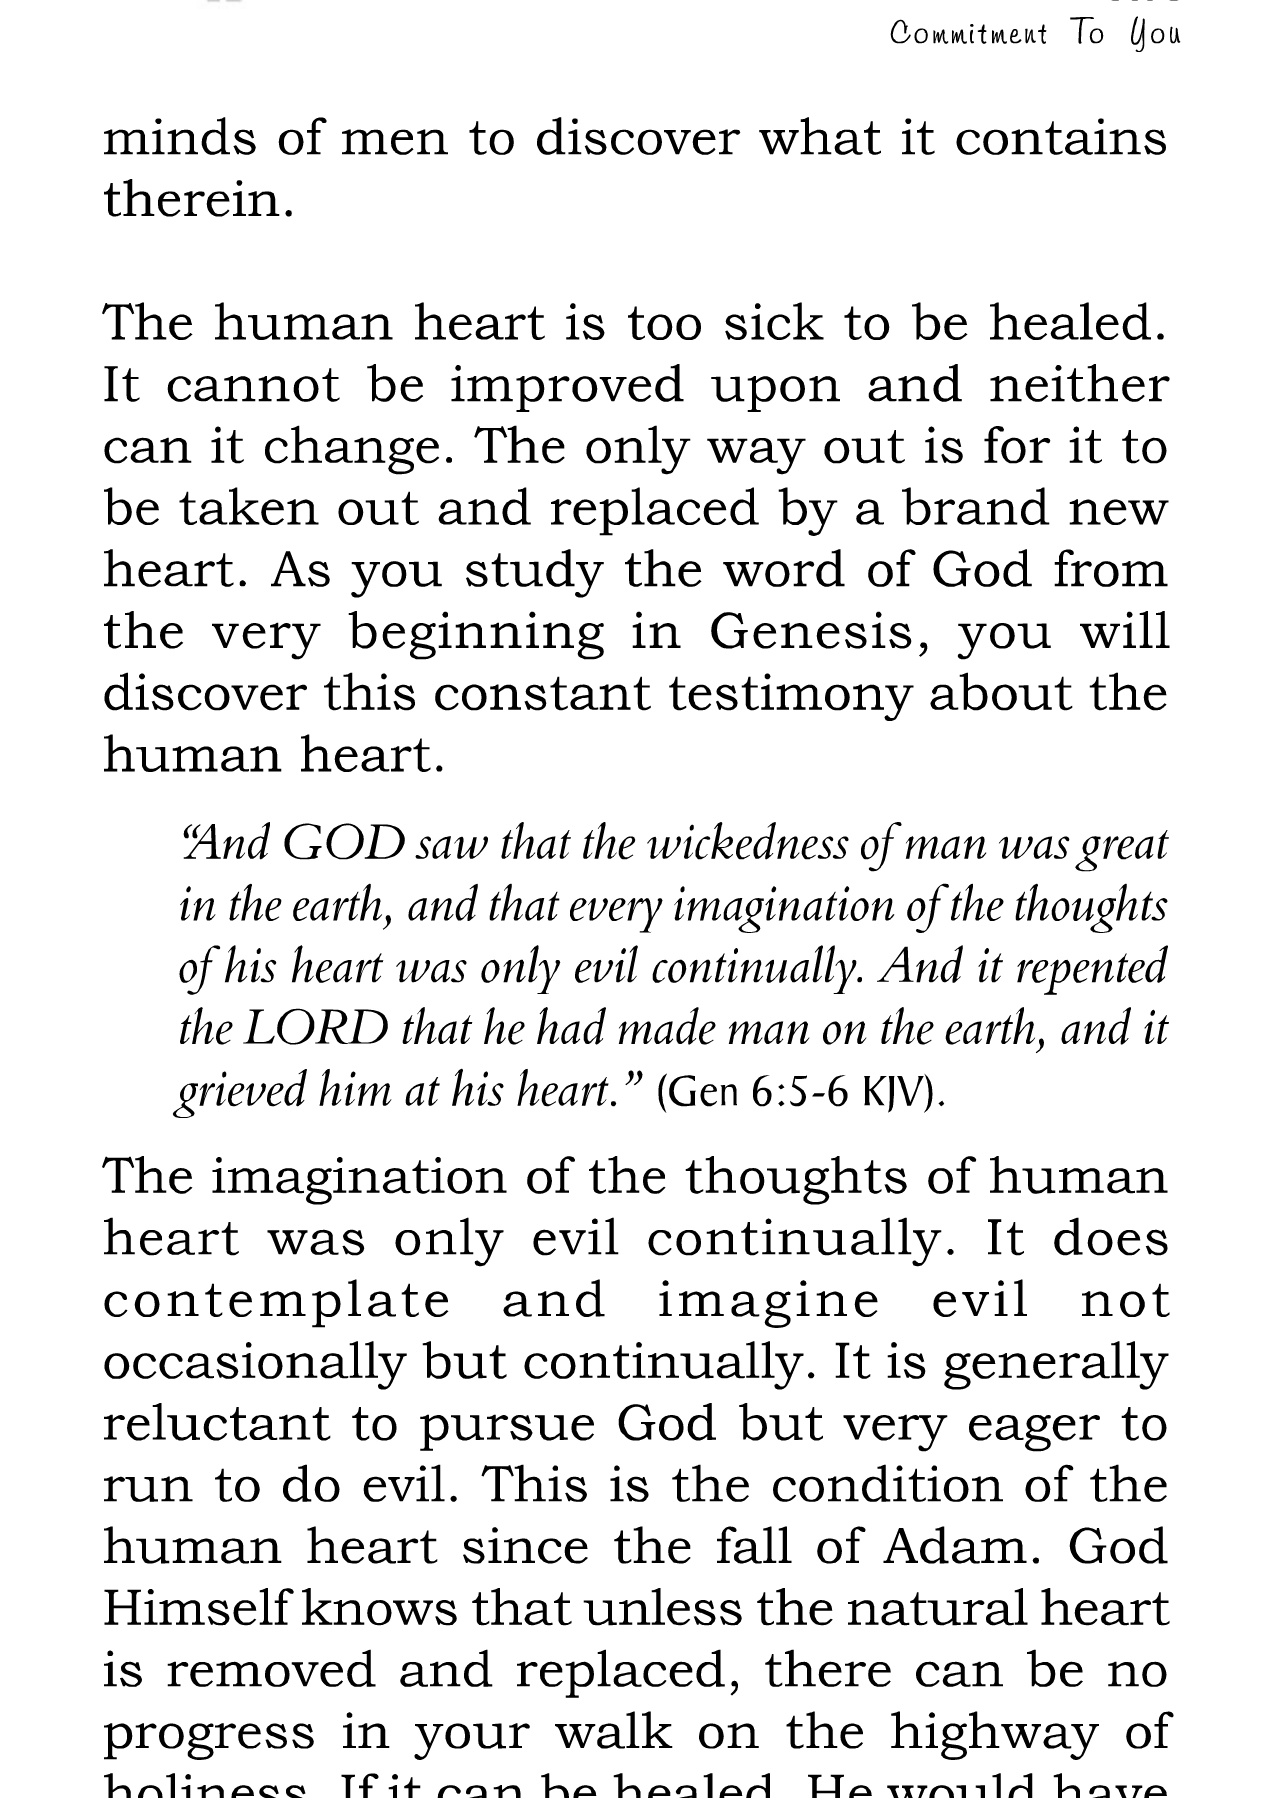 Commitment To You
minds of men to discover what it contains
therein.
The human heart is too sick to be healed.
It cannot be improved upon and neither
can it change. The only way out is for it to
be taken out and replaced by a brand new
heart. As you study the word of God from
the very beginning in Genesis, you will
discover this constant testimony about the
human heart.
“And GOD saw that the wickedness of man was great
in the earth, and that every imagination of the thoughts
of his heart was only evil continually. And it repented
the LORD that he had made man on the earth, and it
grieved him at his heart.” (Gen 6:5-6 KJV).
The imagination of the thoughts of human
heart was only evil continually. It does
contemplate and imagine evil not
occasionally but continually. It is generally
reluctant to pursue God but very eager to
run to do evil. This is the condition of the
human heart since the fall of Adam. God
Himself knows that unless the natural heart
is removed and replaced, there can be no
progress in your walk on the highway of
holiness. If it can be healed, He would have